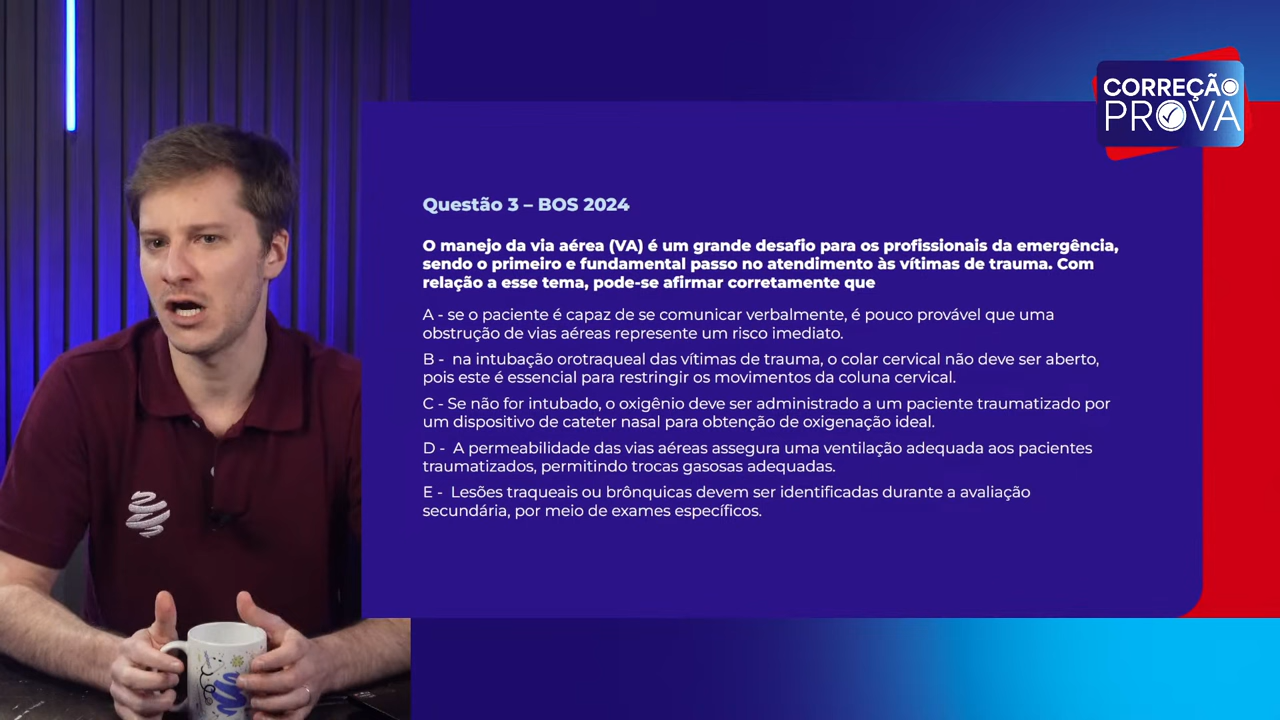 CORREÇÃO
PROVA
Questão 3 – BOS 2024
O manejo da via aérea (VA) é um grande desafio para os profissionais da emergência,
sendo o primeiro e fundamental passo no atendimento às vítimas de trauma. Com
relação a esse tema, pode-se afirmar corretamente que
A - se o paciente é capaz de se comunicar verbalmente, é pouco provável que uma
obstrução de vias aéreas represente um risco imediato.
B - na intubação orotraqueal das vítimas de trauma, o colar cervical não deve ser aberto,
pois este é essencial para restringir os movimentos da coluna cervical.
C - Se não for intubado, o oxigênio deve ser administrado a um paciente traumatizado por
um dispositivo de cateter nasal para obtenção de oxigenação ideal.
D - A permeabilidade das vias aéreas assegura uma ventilação adequada aos pacientes
traumatizados, permitindo trocas gasosas adequadas.
E - Lesões traqueais ou brônquicas devem ser identificadas durante a avaliação
secundária, por meio de exames específicos.